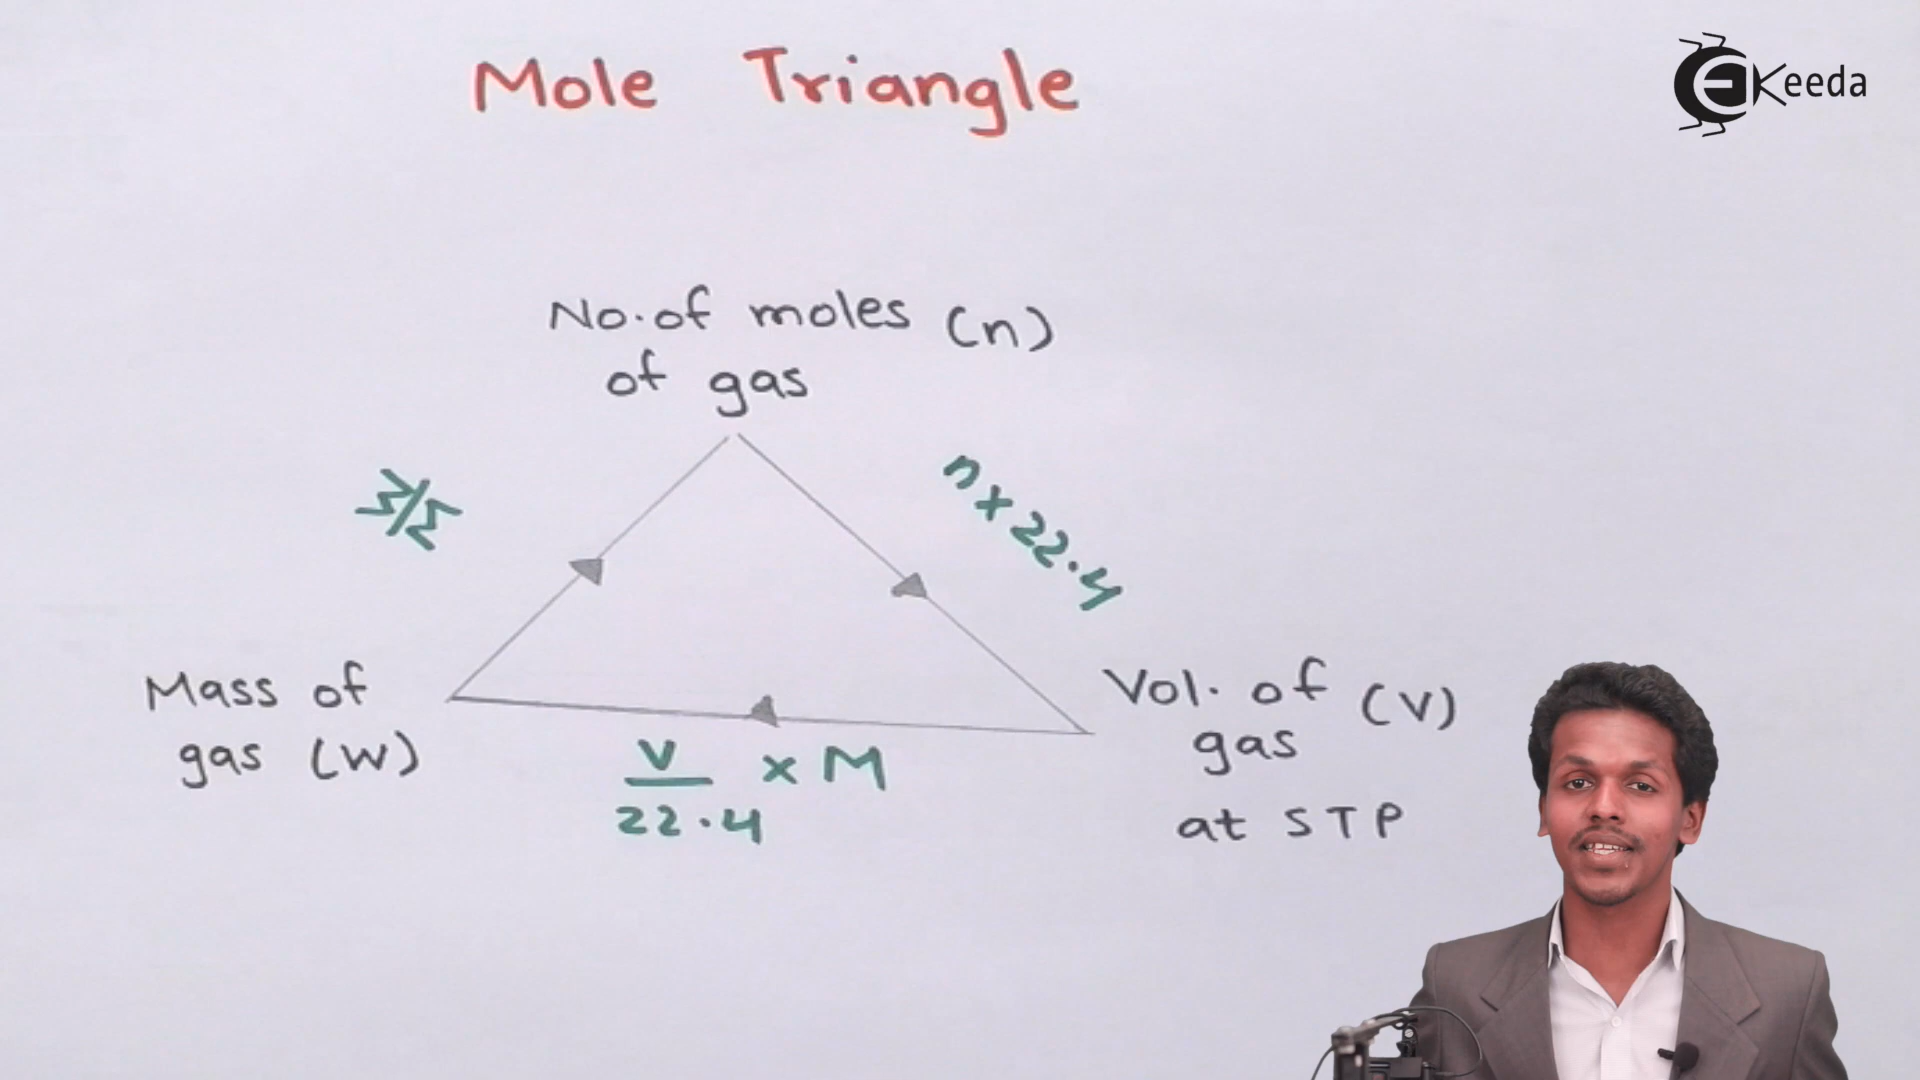 Mole Triangle
EKeeda
No. of moles (n)
of gas
W/M
n x 22.4
Mass of
gas (W)
Vol. of (V)
gas
at STP
V
22.4
x M